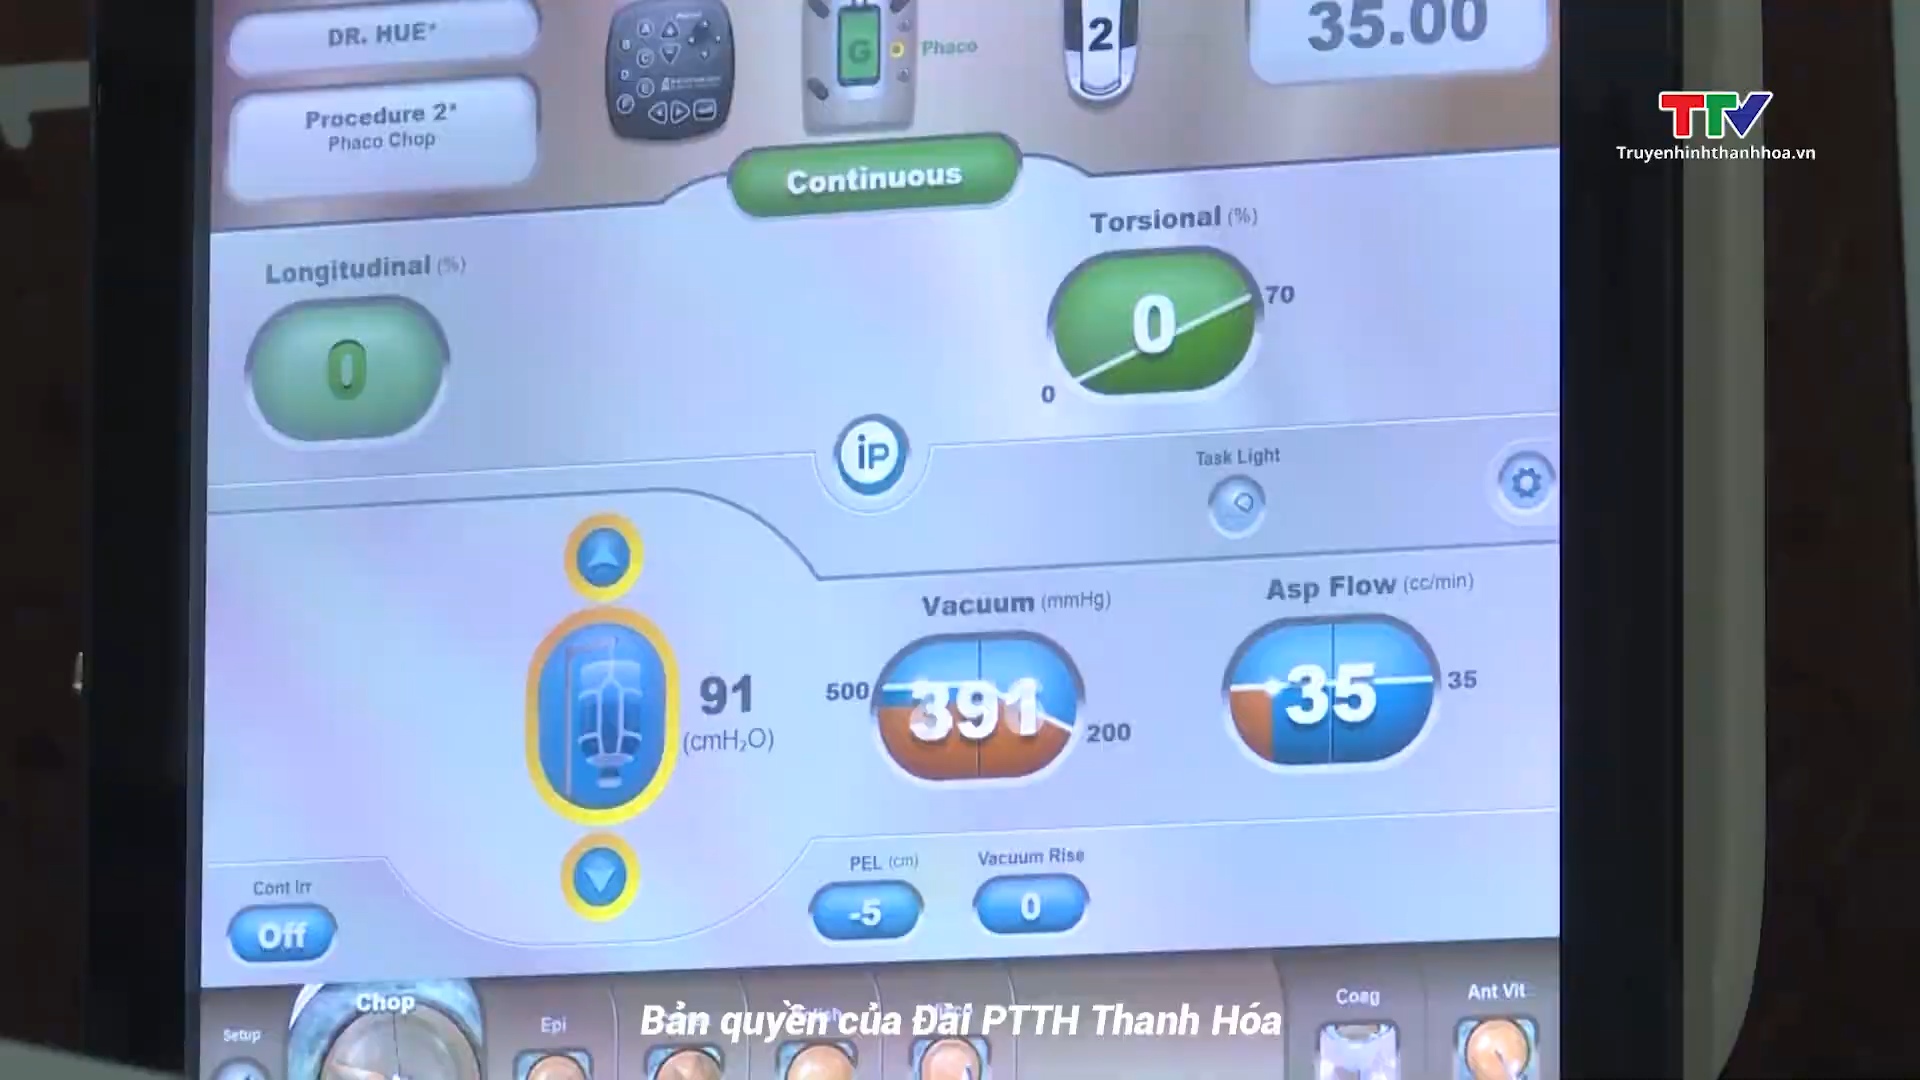 DR. HUE*
Procedure 2*
Phaco Chop
G
Phaco
2
35.00
TTV
Truyenhinhthanhhoa.vn
Continuous
Longitudinal (%)
0
Torsional (%)
0
70
0
iP
Task Light
91
(cmH₂O)
Vacuum (mmHg)
500
391
200
Asp Flow (cc/min)
35
35
PEL (cm)
-5
Vacuum Rise
0
Cont Irr
Off
Setup
Chop
Epi
Coag
Ant Vit
Bản quyền của Đài PTTH Thanh Hóa